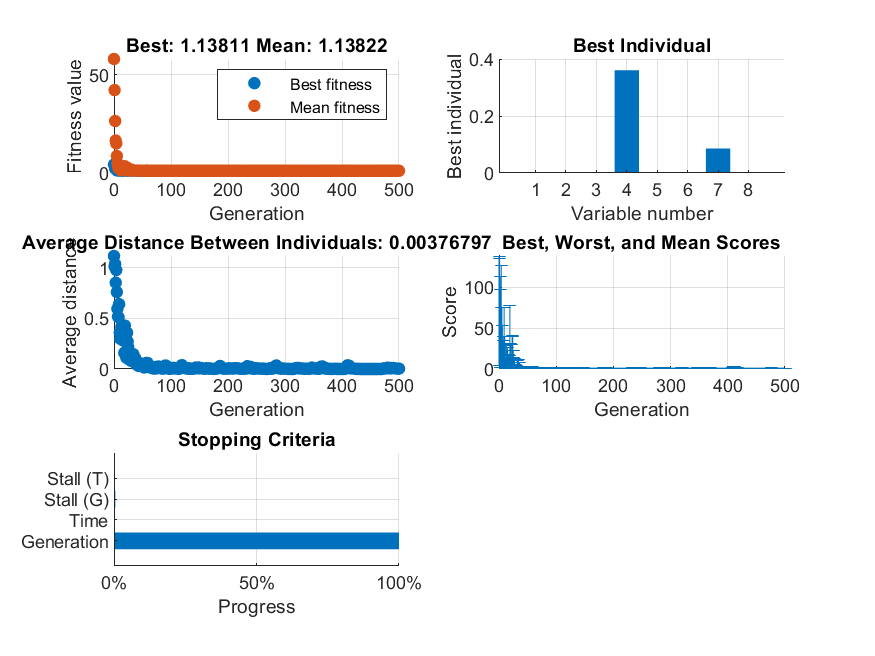 Best: 1.13811 Mean: 1.13822
Fitness value
50
0
Best fitness
Mean fitness
0 100 200 300 400 500
Generation
Best Individual
Best individual
0.4
0.2
0
1 2 3 4 5 6 7 8
Variable number
Average Distance Between Individuals: 0.00376797
Average distance
1
0.5
0
0 100 200 300 400 500
Generation
Best, Worst, and Mean Scores
Score
100
50
0
0 100 200 300 400 500
Generation
Stopping Criteria
Stall (T)
Stall (G)
Time
Generation
0% 50% 100%
Progress